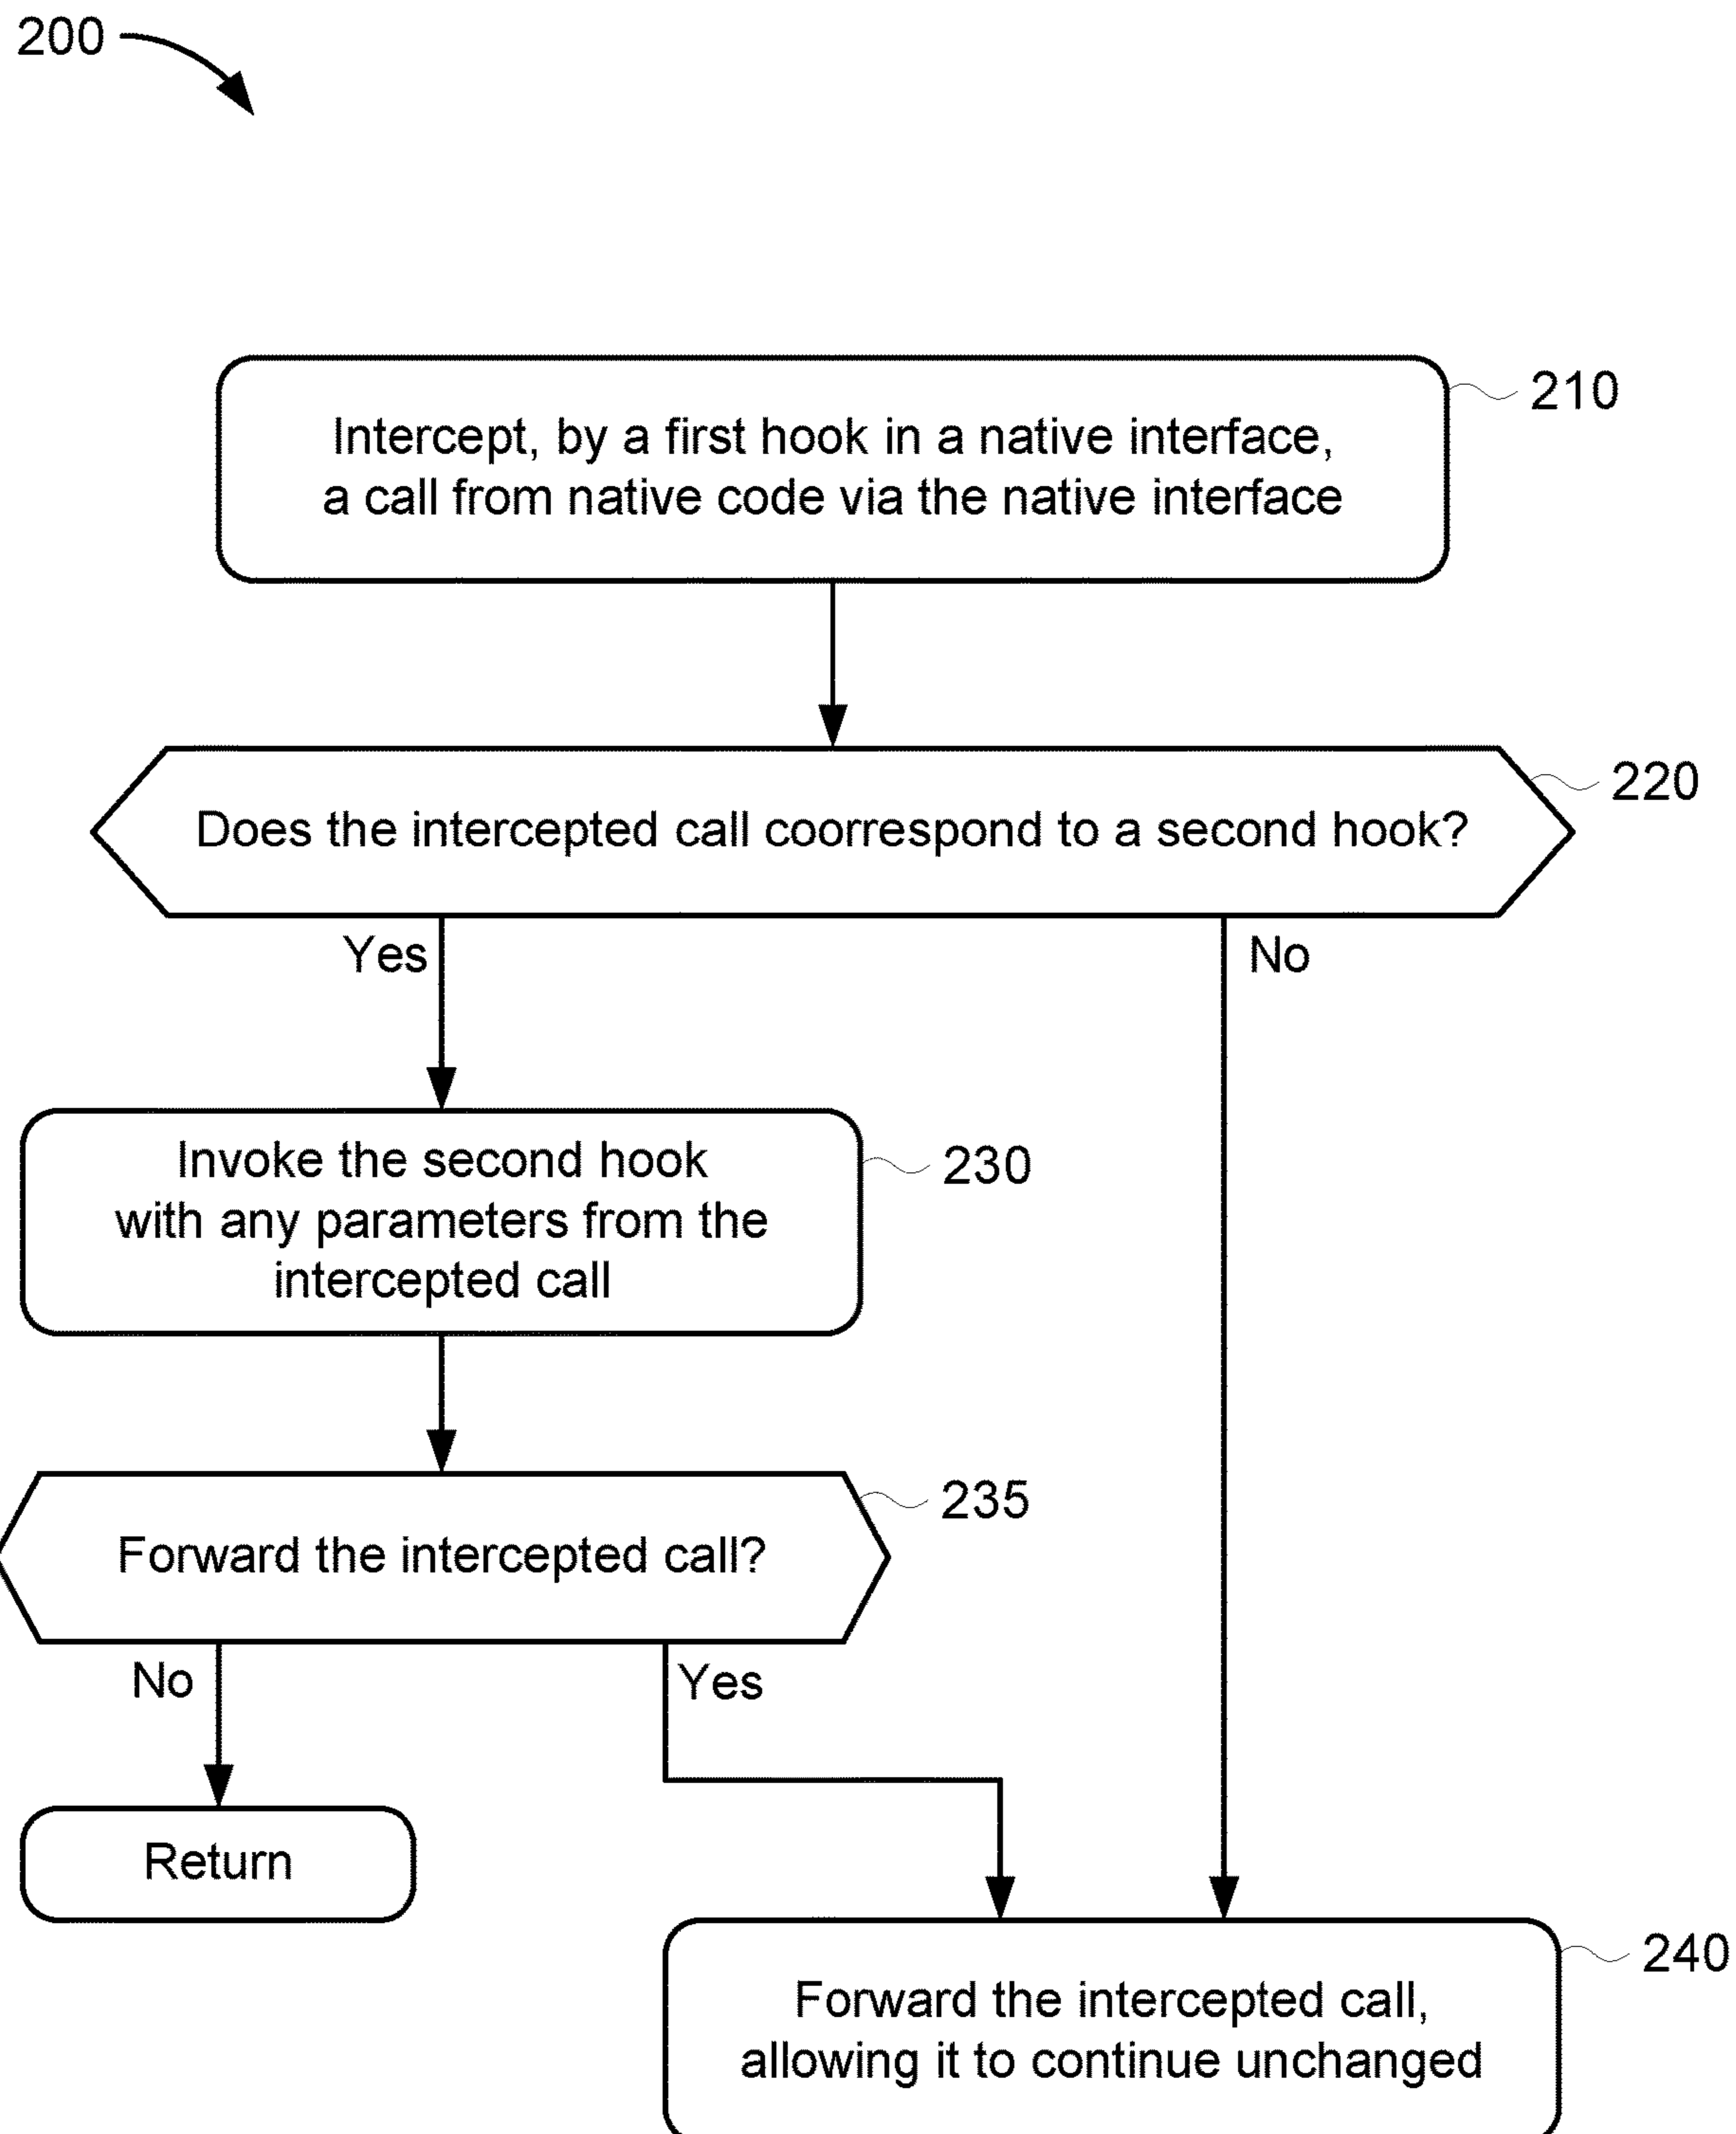 200
210
Intercept, by a first hook in a native interface,
a call from native code via the native interface
220
Does the intercepted call coorrespond to a second hook?
Yes
No
230
Invoke the second hook
with any parameters from the
intercepted call
235
Forward the intercepted call?
No
Yes
Return
240
Forward the intercepted call,
allowing it to continue unchanged